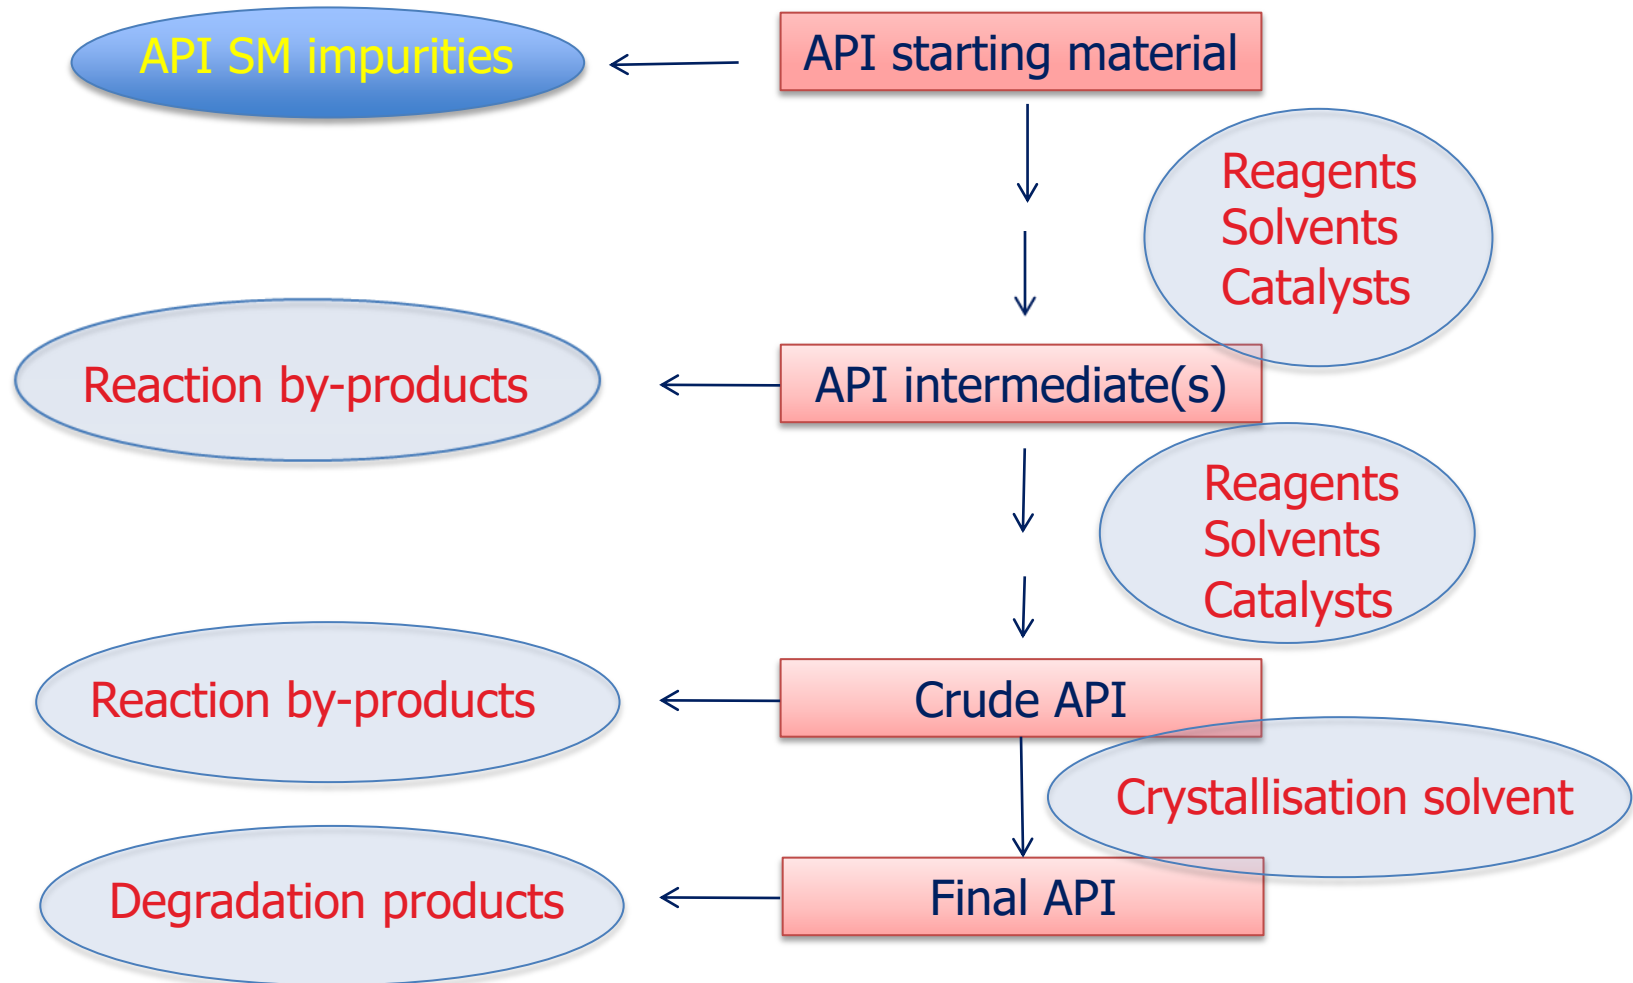 API SM impurities
API starting material
Reagents
Solvents
Catalysts
Reaction by-products
API intermediate(s)
Reagents
Solvents
Catalysts
Reaction by-products
Crude API
Crystallisation solvent
Degradation products
Final API